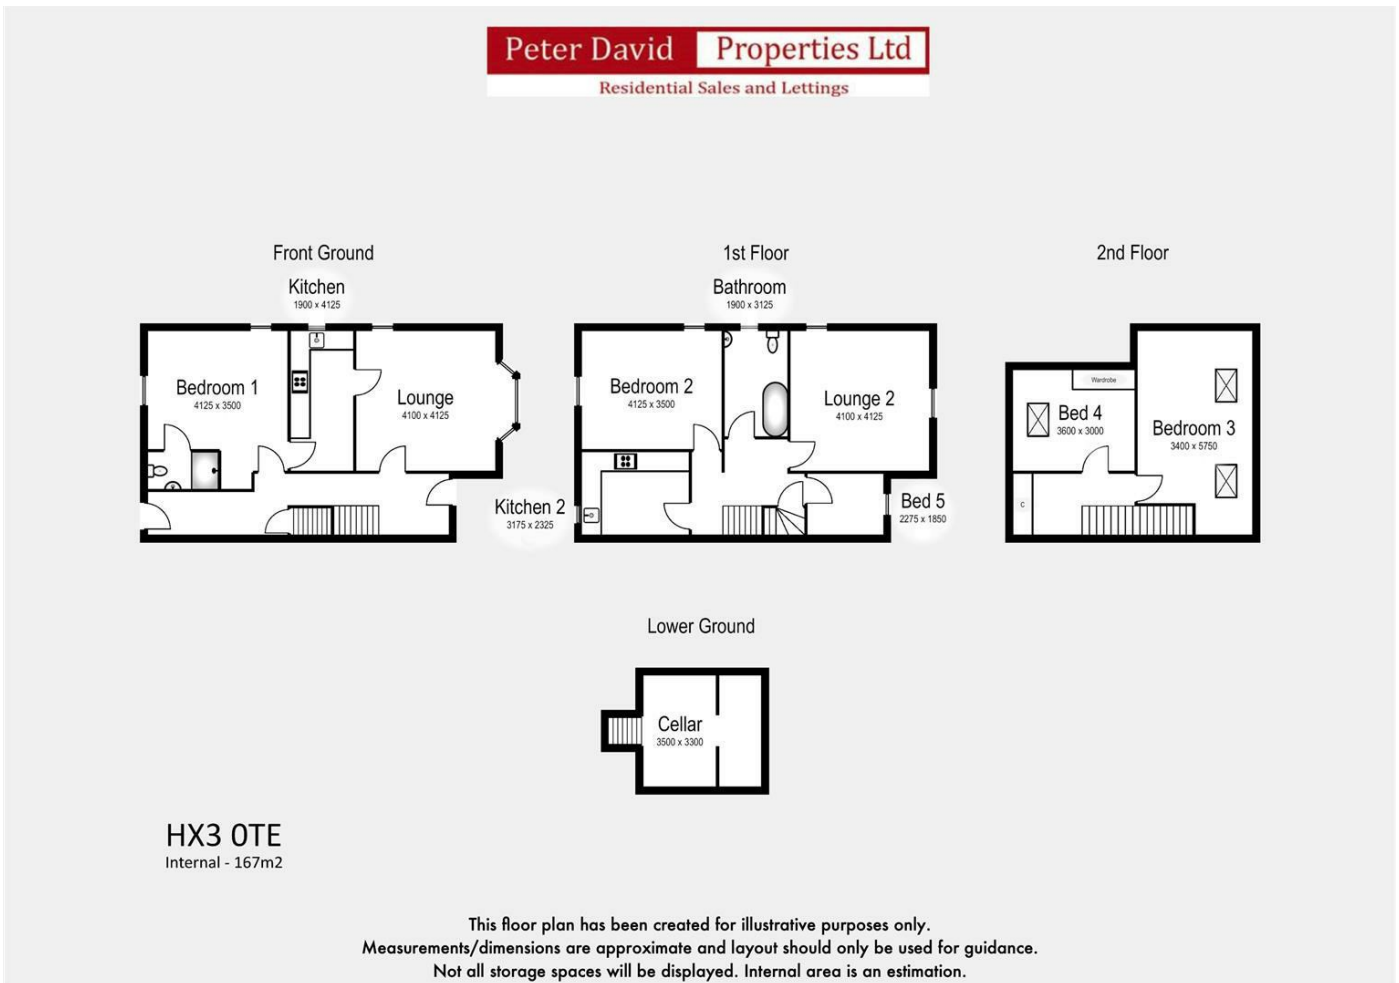 Peter David Properties Ltd
Residential Sales and Lettings
Front Ground
1st Floor
2nd Floor
Kitchen
1900 x 4125
Bathroom
1900 x 3125
Bedroom 1
4125 x 3500
Lounge
4100 x 4125
Bedroom 2
4125 x 3500
Lounge 2
4100 x 4125
Wardrobe
Bed 4
3600 x 3000
Bedroom 3
3400 x 5750
Kitchen 2
3175 x 2325
Bed 5
2275 x 1850
C
Lower Ground
Cellar
3500 x 3300
HX3 0TE
Internal - 167m2
This floor plan has been created for illustrative purposes only.
Measurements/dimensions are approximate and layout should only be used for guidance.
Not all storage spaces will be displayed. Internal area is an estimation.